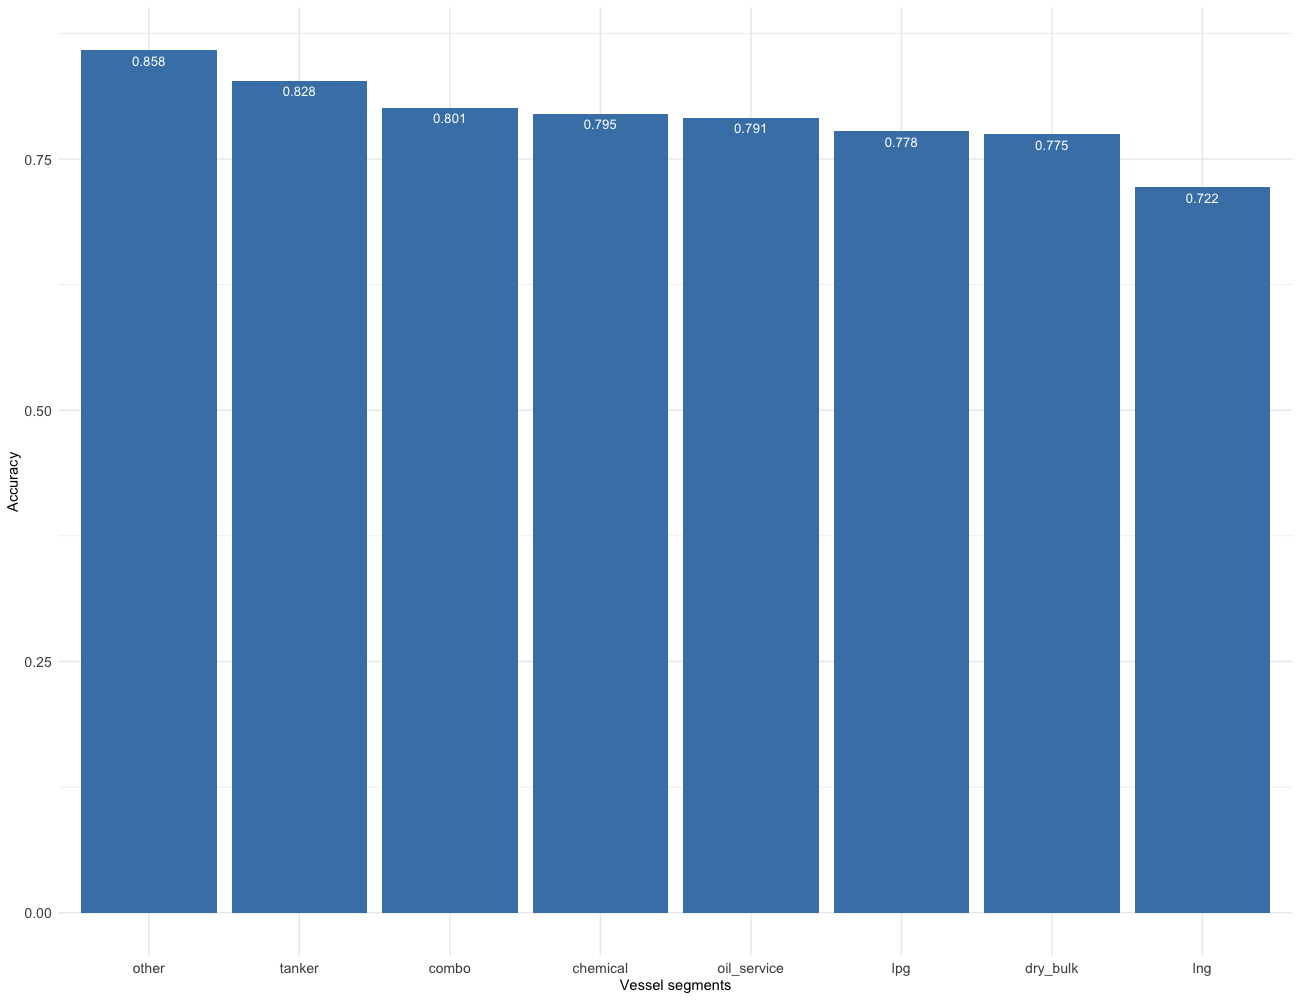 Accuracy
0.75
0.50
0.25
0.00
0.858
0.828
0.801
0.795
0.791
0.778
0.775
0.722
other
tanker
combo
chemical
oil_service
lpg
dry_bulk
lng
Vessel segments